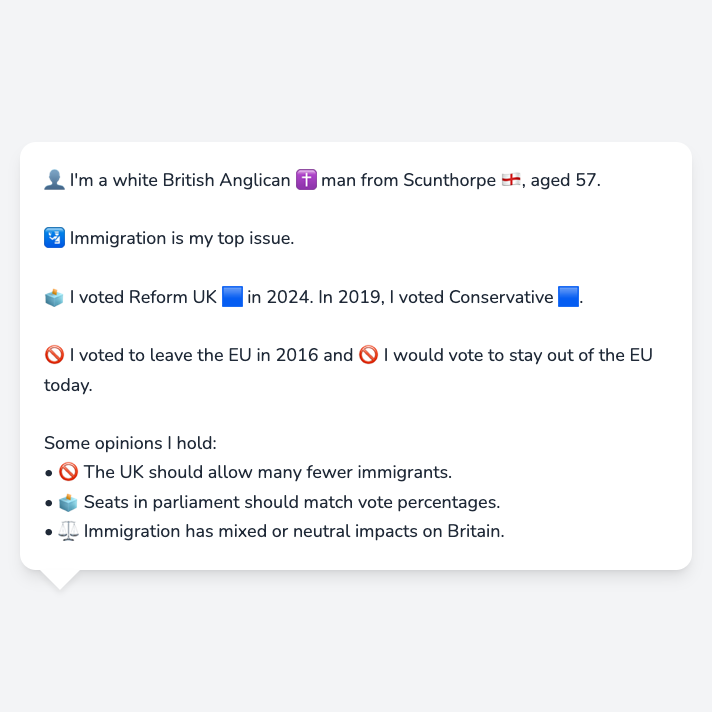 👤 I'm a white British Anglican ✝️ man from Scunthorpe 🏴󠁧󠁢󠁥󠁮󠁧󠁿, aged 57.
🛂 Immigration is my top issue.
🗳️ I voted Reform UK 🟦 in 2024. In 2019, I voted Conservative 🟦.
🚫 I voted to leave the EU in 2016 and 🚫 I would vote to stay out of the EU
today.
Some opinions I hold:
• 🚫 The UK should allow many fewer immigrants.
• 🗳️ Seats in parliament should match vote percentages.
• ⚖️ Immigration has mixed or neutral impacts on Britain.